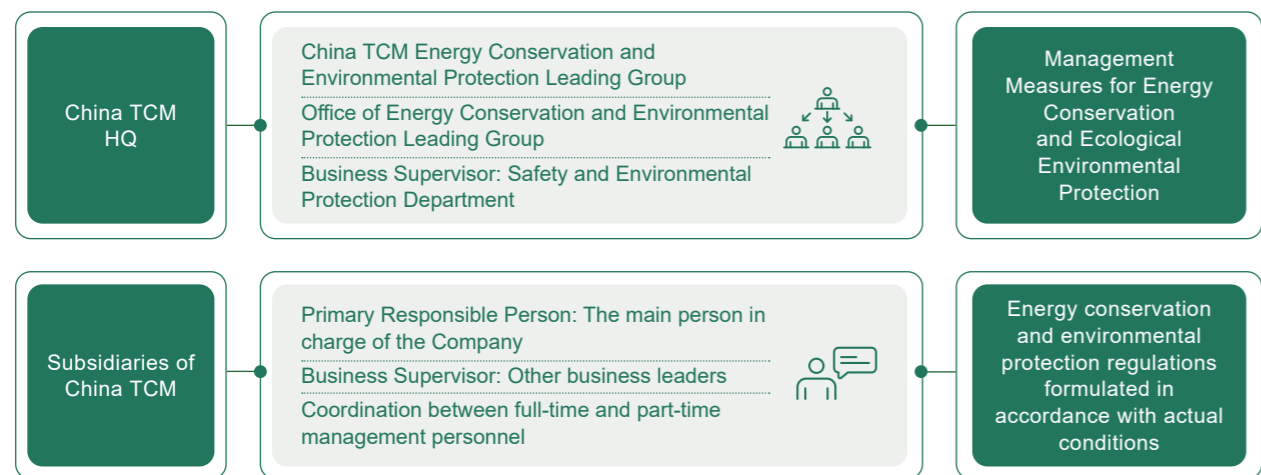 China TCM
HQ
China TCM Energy Conservation and
Environmental Protection Leading Group
Office of Energy Conservation and Environmental
Protection Leading Group
Business Supervisor: Safety and Environmental
Protection Department
Management
Measures for Energy
Conservation
and Ecological
Environmental
Protection
Subsidiaries of
China TCM
Primary Responsible Person: The main person in
charge of the Company
Business Supervisor: Other business leaders
Coordination between full-time and part-time
management personnel
Energy conservation
and environmental
protection regulations
formulated in
accordance with actual
conditions